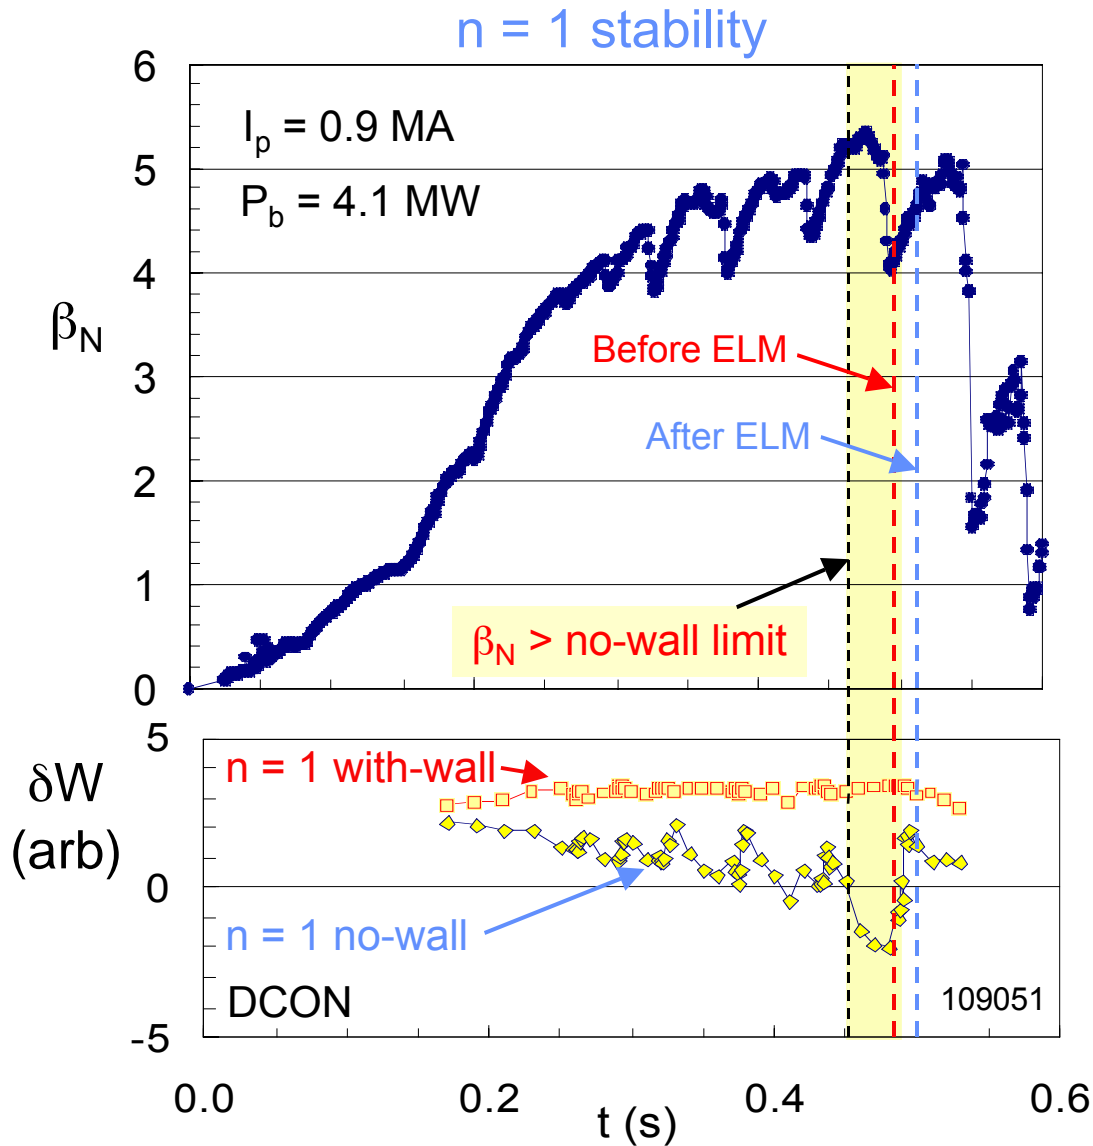 n = 1 stability
6
5
4
3
2
1
0
β_N
I_p = 0.9 MA
P_b = 4.1 MW
Before ELM
After ELM
β_N > no-wall limit
5
0
-5
δW
(arb)
n = 1 with-wall
n = 1 no-wall
DCON
109051
0.0
0.2
0.4
0.6
t (s)